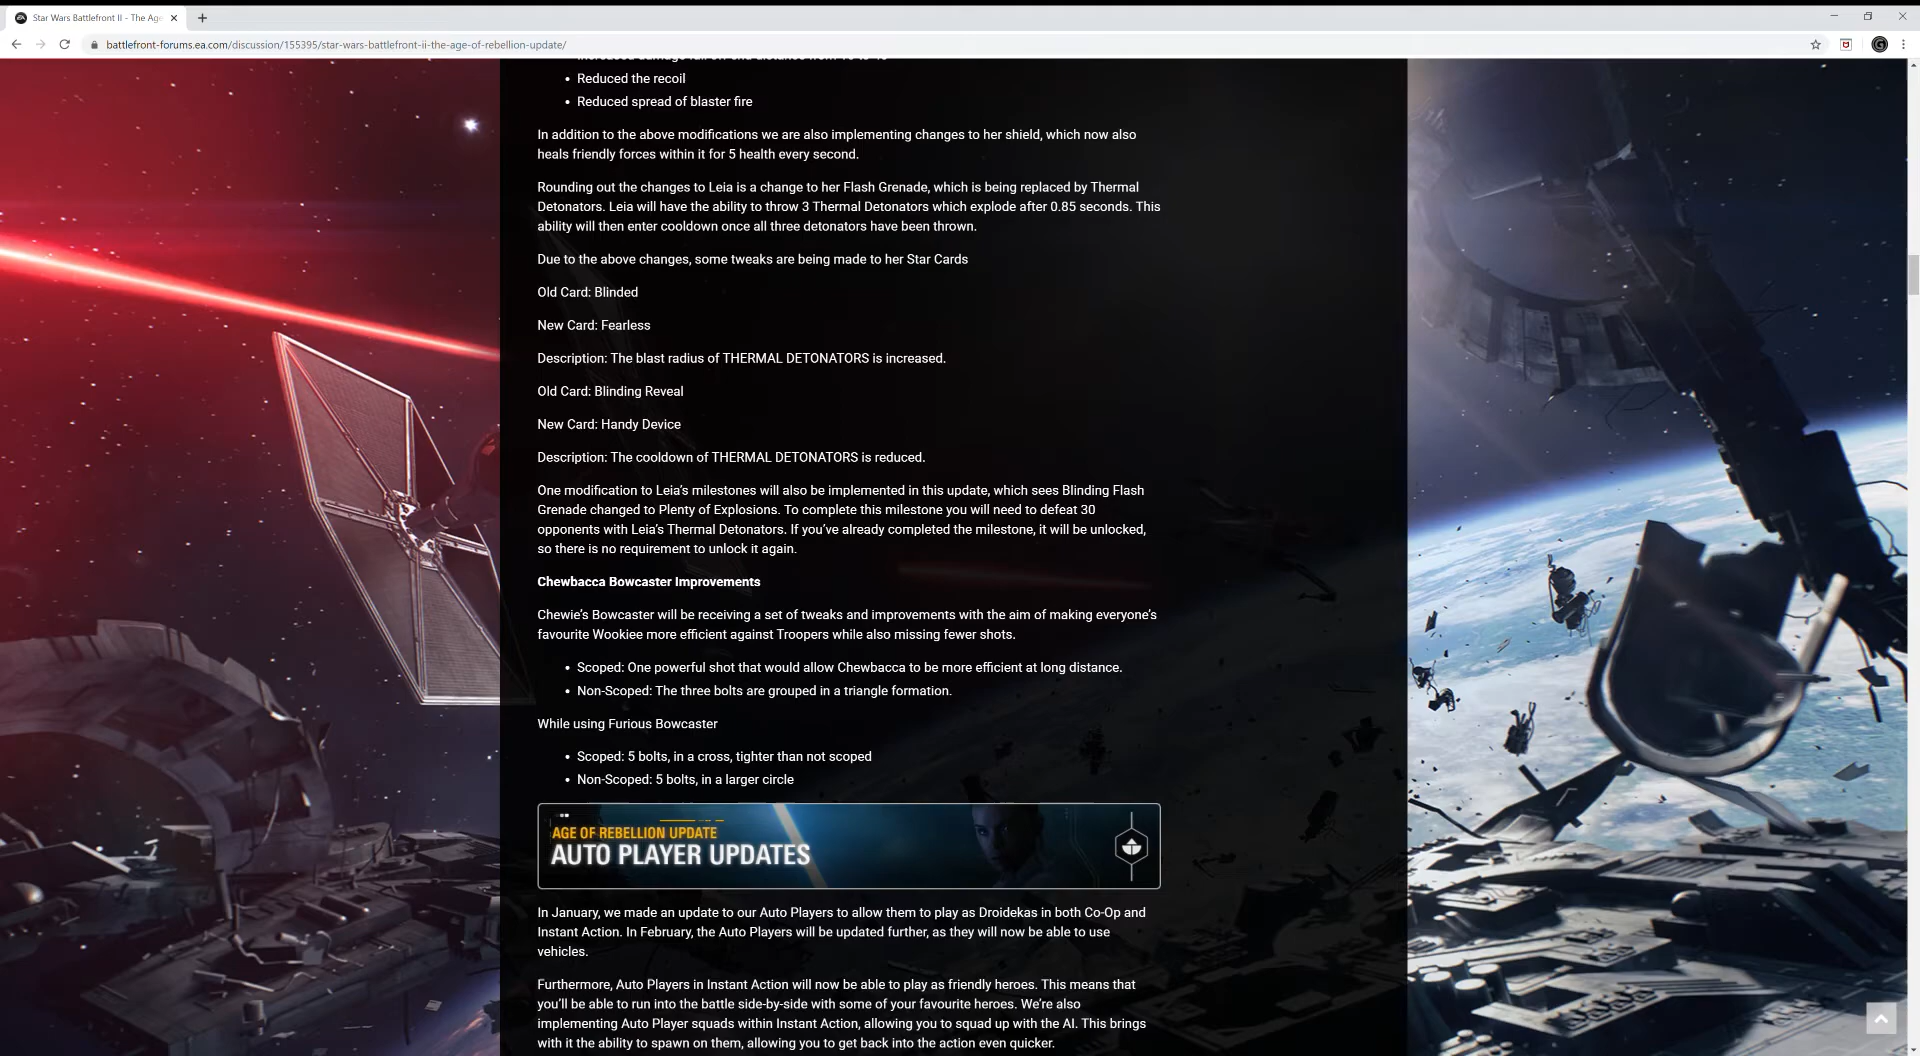 Star Wars Battlefront II - The Age
battlefront-forums.ea.com/discussion/155395/star-wars-battlefront-ii-the-age-of-rebellion-update/
• Reduced the recoil
• Reduced spread of blaster fire
In addition to the above modifications we are also implementing changes to her shield, which now also
heals friendly forces within it for 5 health every second.
Rounding out the changes to Leia is a change to her Flash Grenade, which is being replaced by Thermal
Detonators. Leia will have the ability to throw 3 Thermal Detonators which explode after 0.85 seconds. This
ability will then enter cooldown once all three detonators have been thrown.
Due to the above changes, some tweaks are being made to her Star Cards
Old Card: Blinded
New Card: Fearless
Description: The blast radius of THERMAL DETONATORS is increased.
Old Card: Blinding Reveal
New Card: Handy Device
Description: The cooldown of THERMAL DETONATORS is reduced.
One modification to Leia's milestones will also be implemented in this update, which sees Blinding Flash
Grenade changed to Plenty of Explosions. To complete this milestone you will need to defeat 30
opponents with Leia's Thermal Detonators. If you've already completed the milestone, it will be unlocked,
so there is no requirement to unlock it again.
Chewbacca Bowcaster Improvements
Chewie's Bowcaster will be receiving a set of tweaks and improvements with the aim of making everyone's
favourite Wookiee more efficient against Troopers while also missing fewer shots.
• Scoped: One powerful shot that would allow Chewbacca to be more efficient at long distance.
• Non-Scoped: The three bolts are grouped in a triangle formation.
While using Furious Bowcaster
• Scoped: 5 bolts, in a cross, tighter than not scoped
• Non-Scoped: 5 bolts, in a larger circle
AGE OF REBELLION UPDATE
AUTO PLAYER UPDATES
In January, we made an update to our Auto Players to allow them to play as Droidekas in both Co-Op and
Instant Action. In February, the Auto Players will be updated further, as they will now be able to use
vehicles.
Furthermore, Auto Players in Instant Action will now be able to play as friendly heroes. This means that
you'll be able to run into the battle side-by-side with some of your favourite heroes. We're also
implementing Auto Player squads within Instant Action, allowing you to squad up with the AI. This brings
with it the ability to spawn on them, allowing you to get back into the action even quicker.